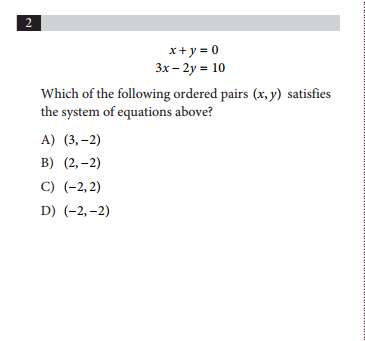 2
x + y = 0
3x – 2y = 10
Which of the following ordered pairs (x, y) satisfies
the system of equations above?
A) (3, –2)
B) (2, –2)
C) (–2, 2)
D) (–2, –2)